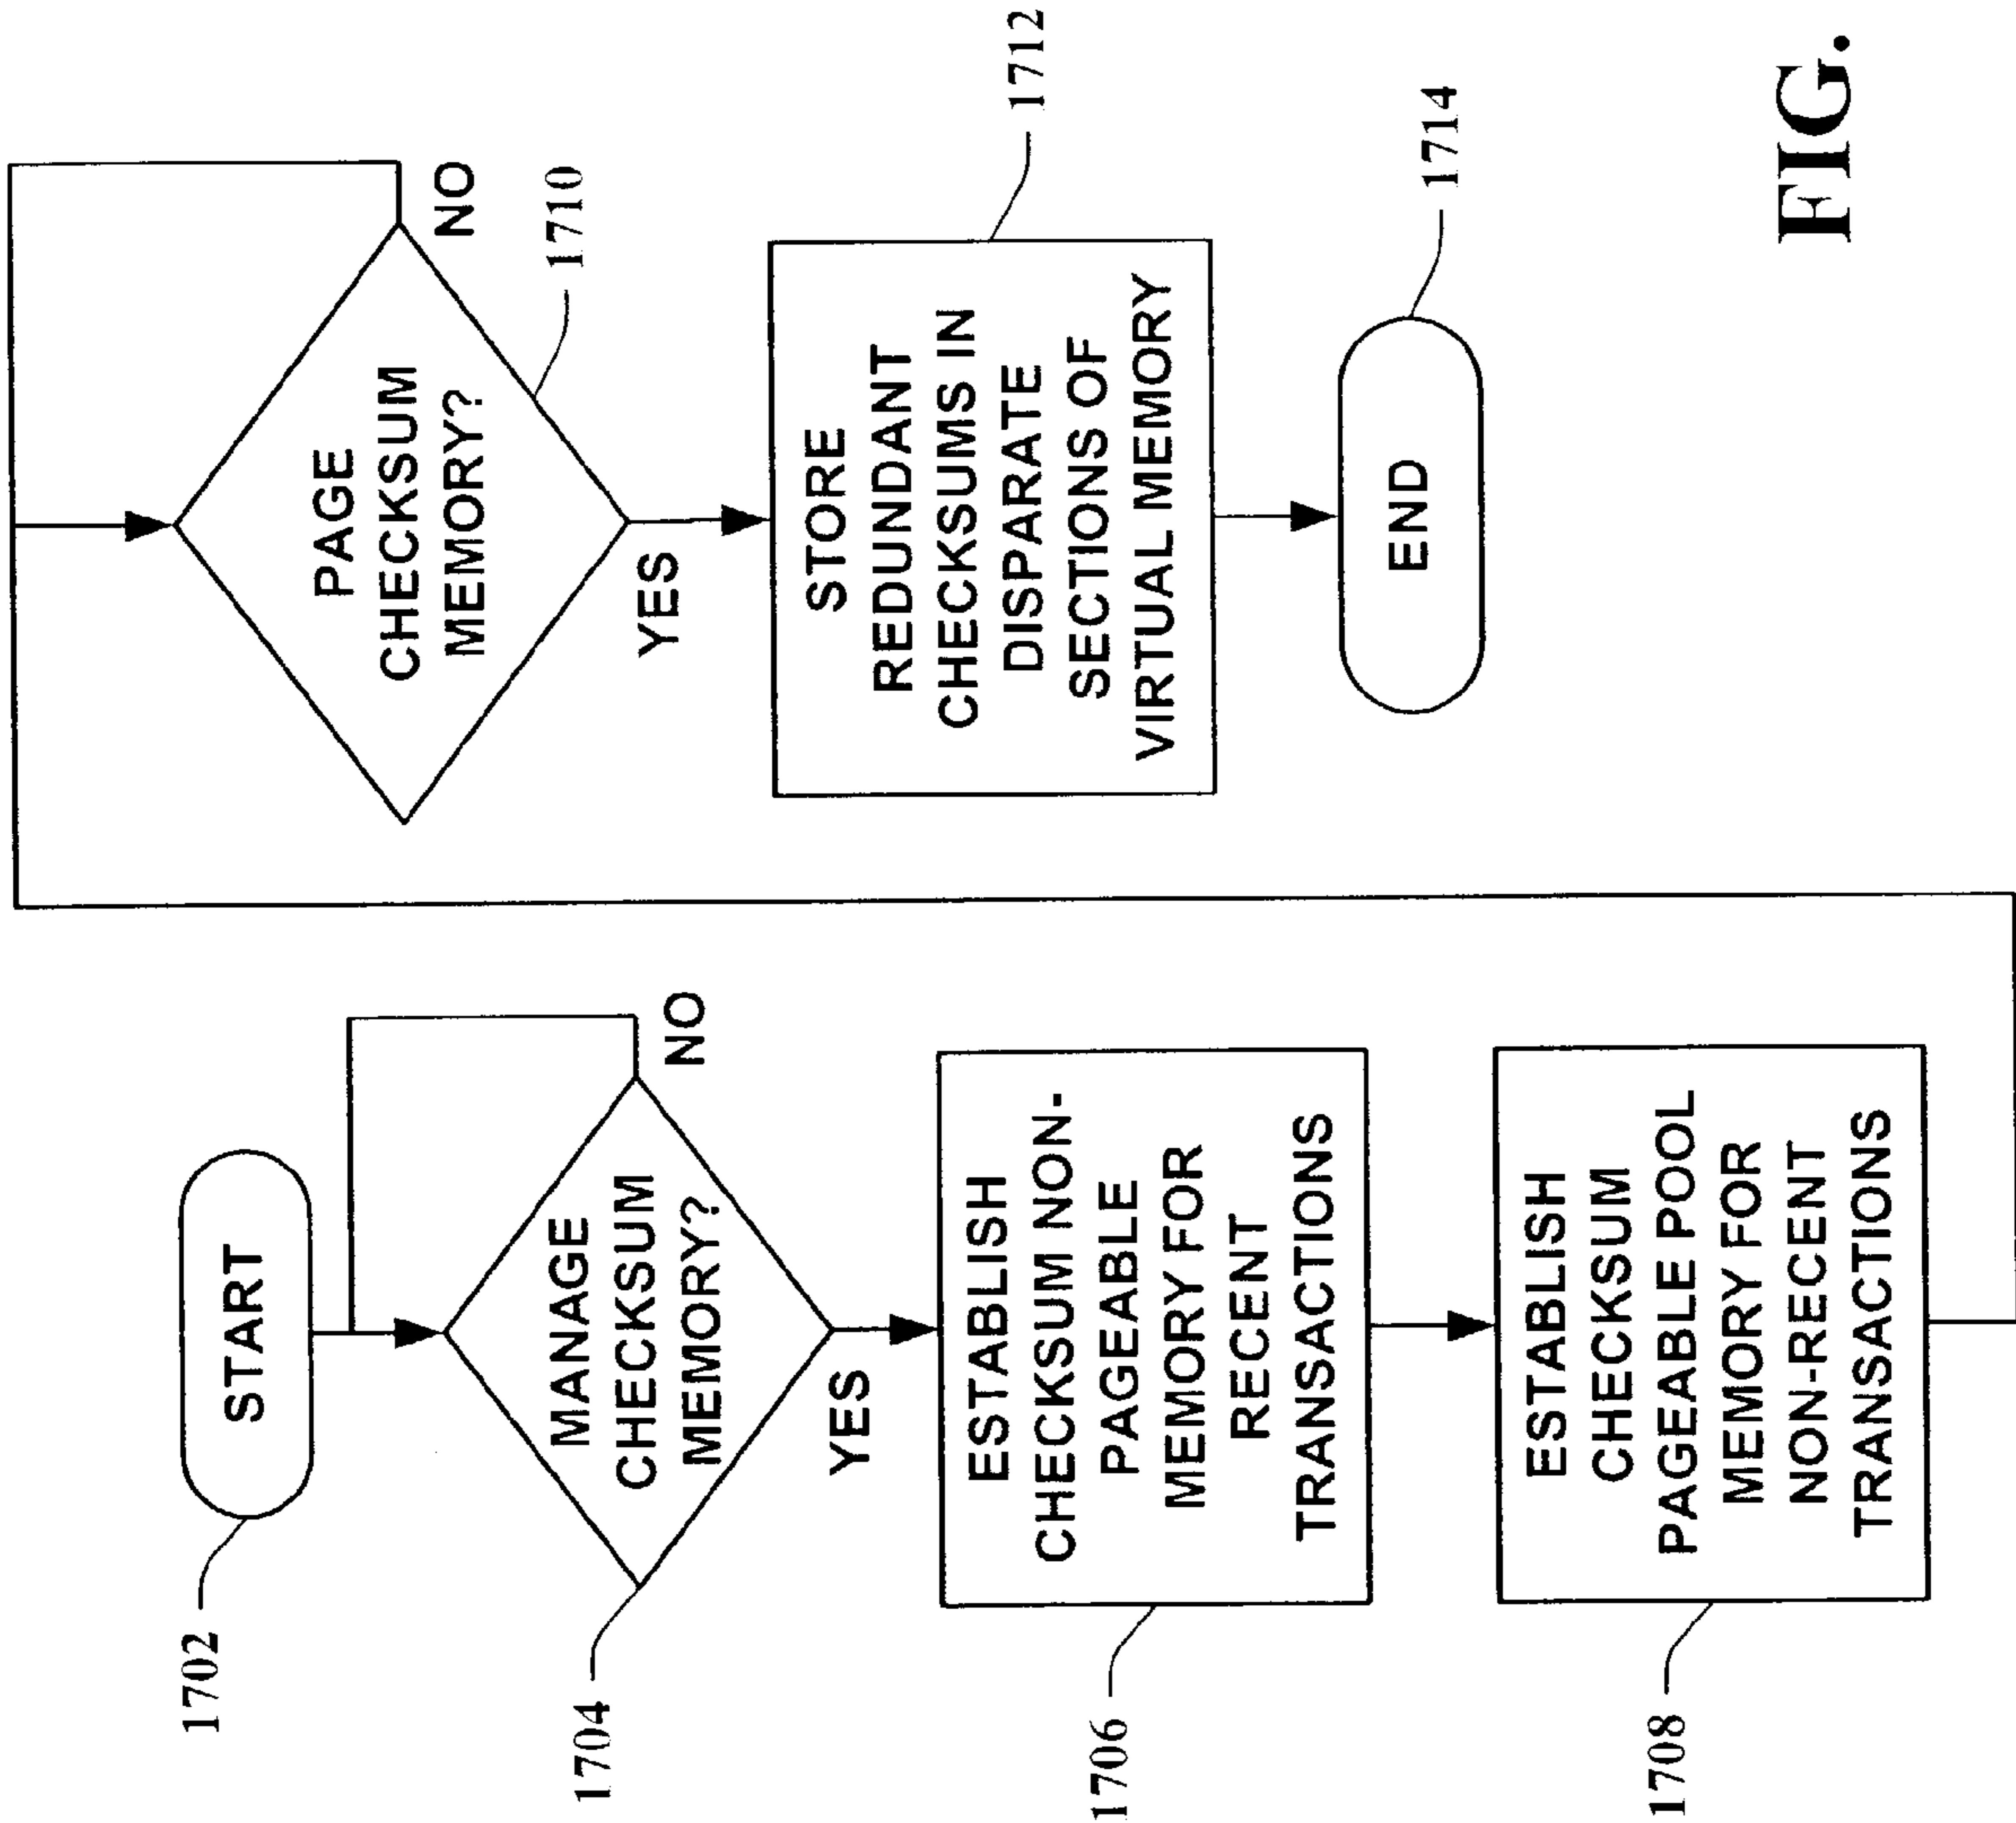 1702
START
1704
MANAGE
CHECKSUM
MEMORY?
NO
YES
1706
ESTABLISH
CHECKSUM NON-
PAGEABLE
MEMORY FOR
RECENT
TRANSACTIONS
1708
ESTABLISH
CHECKSUM
PAGEABLE POOL
MEMORY FOR
NON-RECENT
TRANSACTIONS
PAGE
CHECKSUM
MEMORY?
NO
1710
YES
STORE
REDUNDANT
CHECKSUMS IN
DISPARATE
SECTIONS OF
VIRTUAL MEMORY
1712
END
1714
FIG.